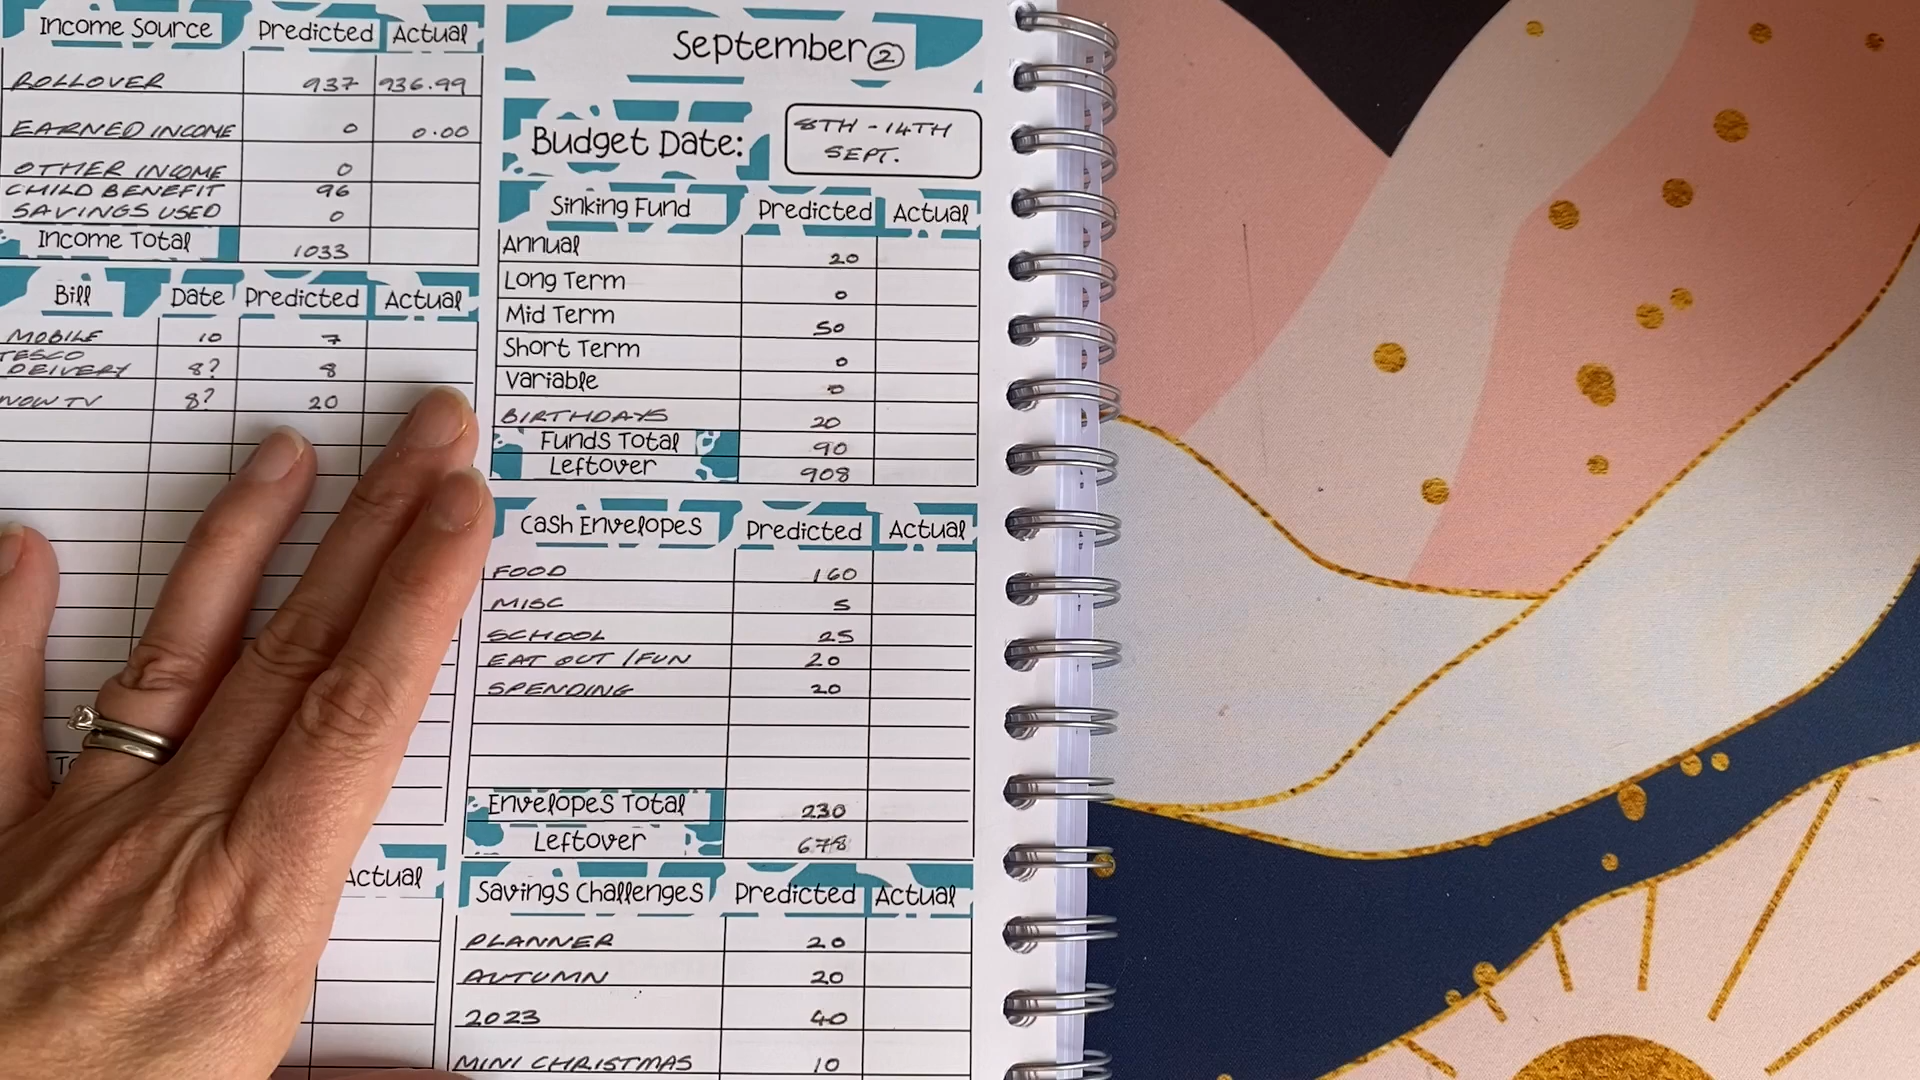 Income Source Predicted Actual
ROLLOVER 937 936.99
EARNED INCOME 0 0.00
OTHER INCOME 0
CHILD BENEFIT 96
SAVINGS USED 0
Income Total 1033
Bill Date Predicted Actual
MOBILE 10 7
TESCO
DEIVERY 8? 8
NOW TV 8? 20
Actual
September ②
Budget Date: 8TH - 14TH
SEPT.
Sinking Fund Predicted Actual
Annual 20
Long Term 0
Mid Term 50
Short Term 0
Variable 0
BIRTHDAYS 20
Funds Total 90
Leftover 908
Cash Envelopes Predicted Actual
FOOD 160
MISC 5
SCHOOL 25
EAT OUT / FUN 20
SPENDING 20
Envelopes Total 230
Leftover 678
Savings Challenges Predicted Actual
PLANNER 20
AUTUMN 20
2023 40
MINI CHRISTMAS 10